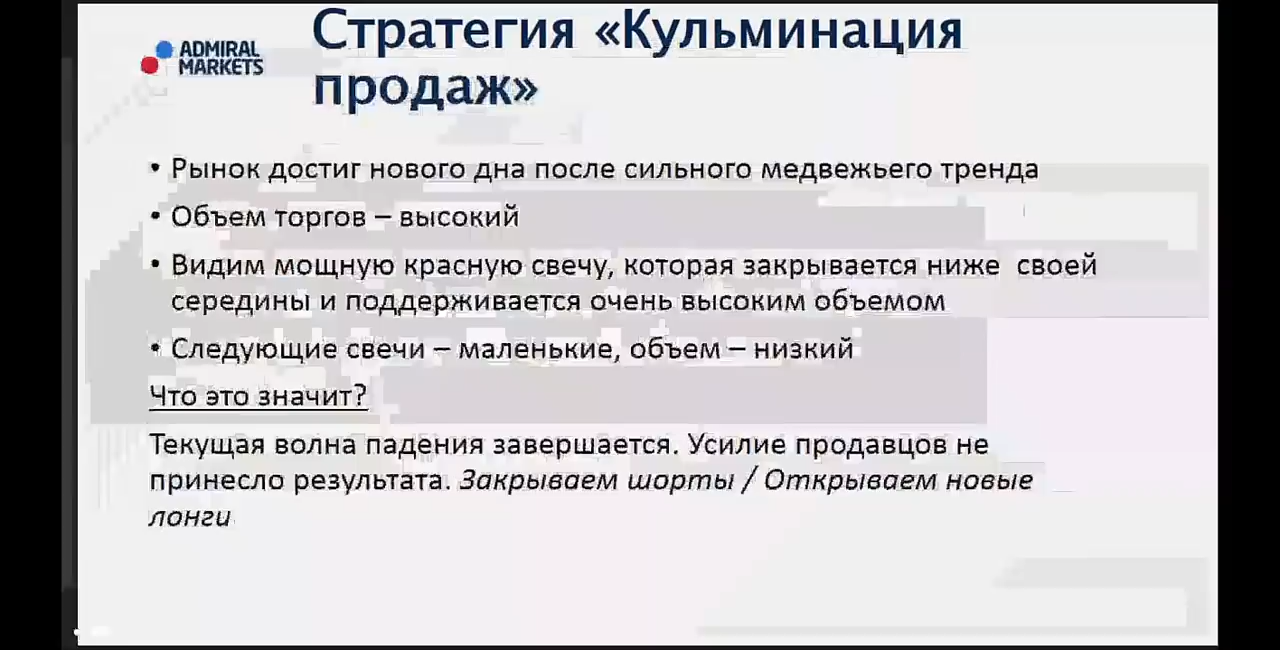 ADMIRAL
MARKETS
Стратегия «Кульминация
продаж»
• Рынок достиг нового дна после сильного медвежьего тренда
• Объем торгов – высокий
• Видим мощную красную свечу, которая закрывается ниже своей
середины и поддерживается очень высоким объемом
• Следующие свечи – маленькие, объем – низкий
Что это значит?
Текущая волна падения завершается. Усилие продавцов не
принесло результата. Закрываем шорты / Открываем новые
лонги